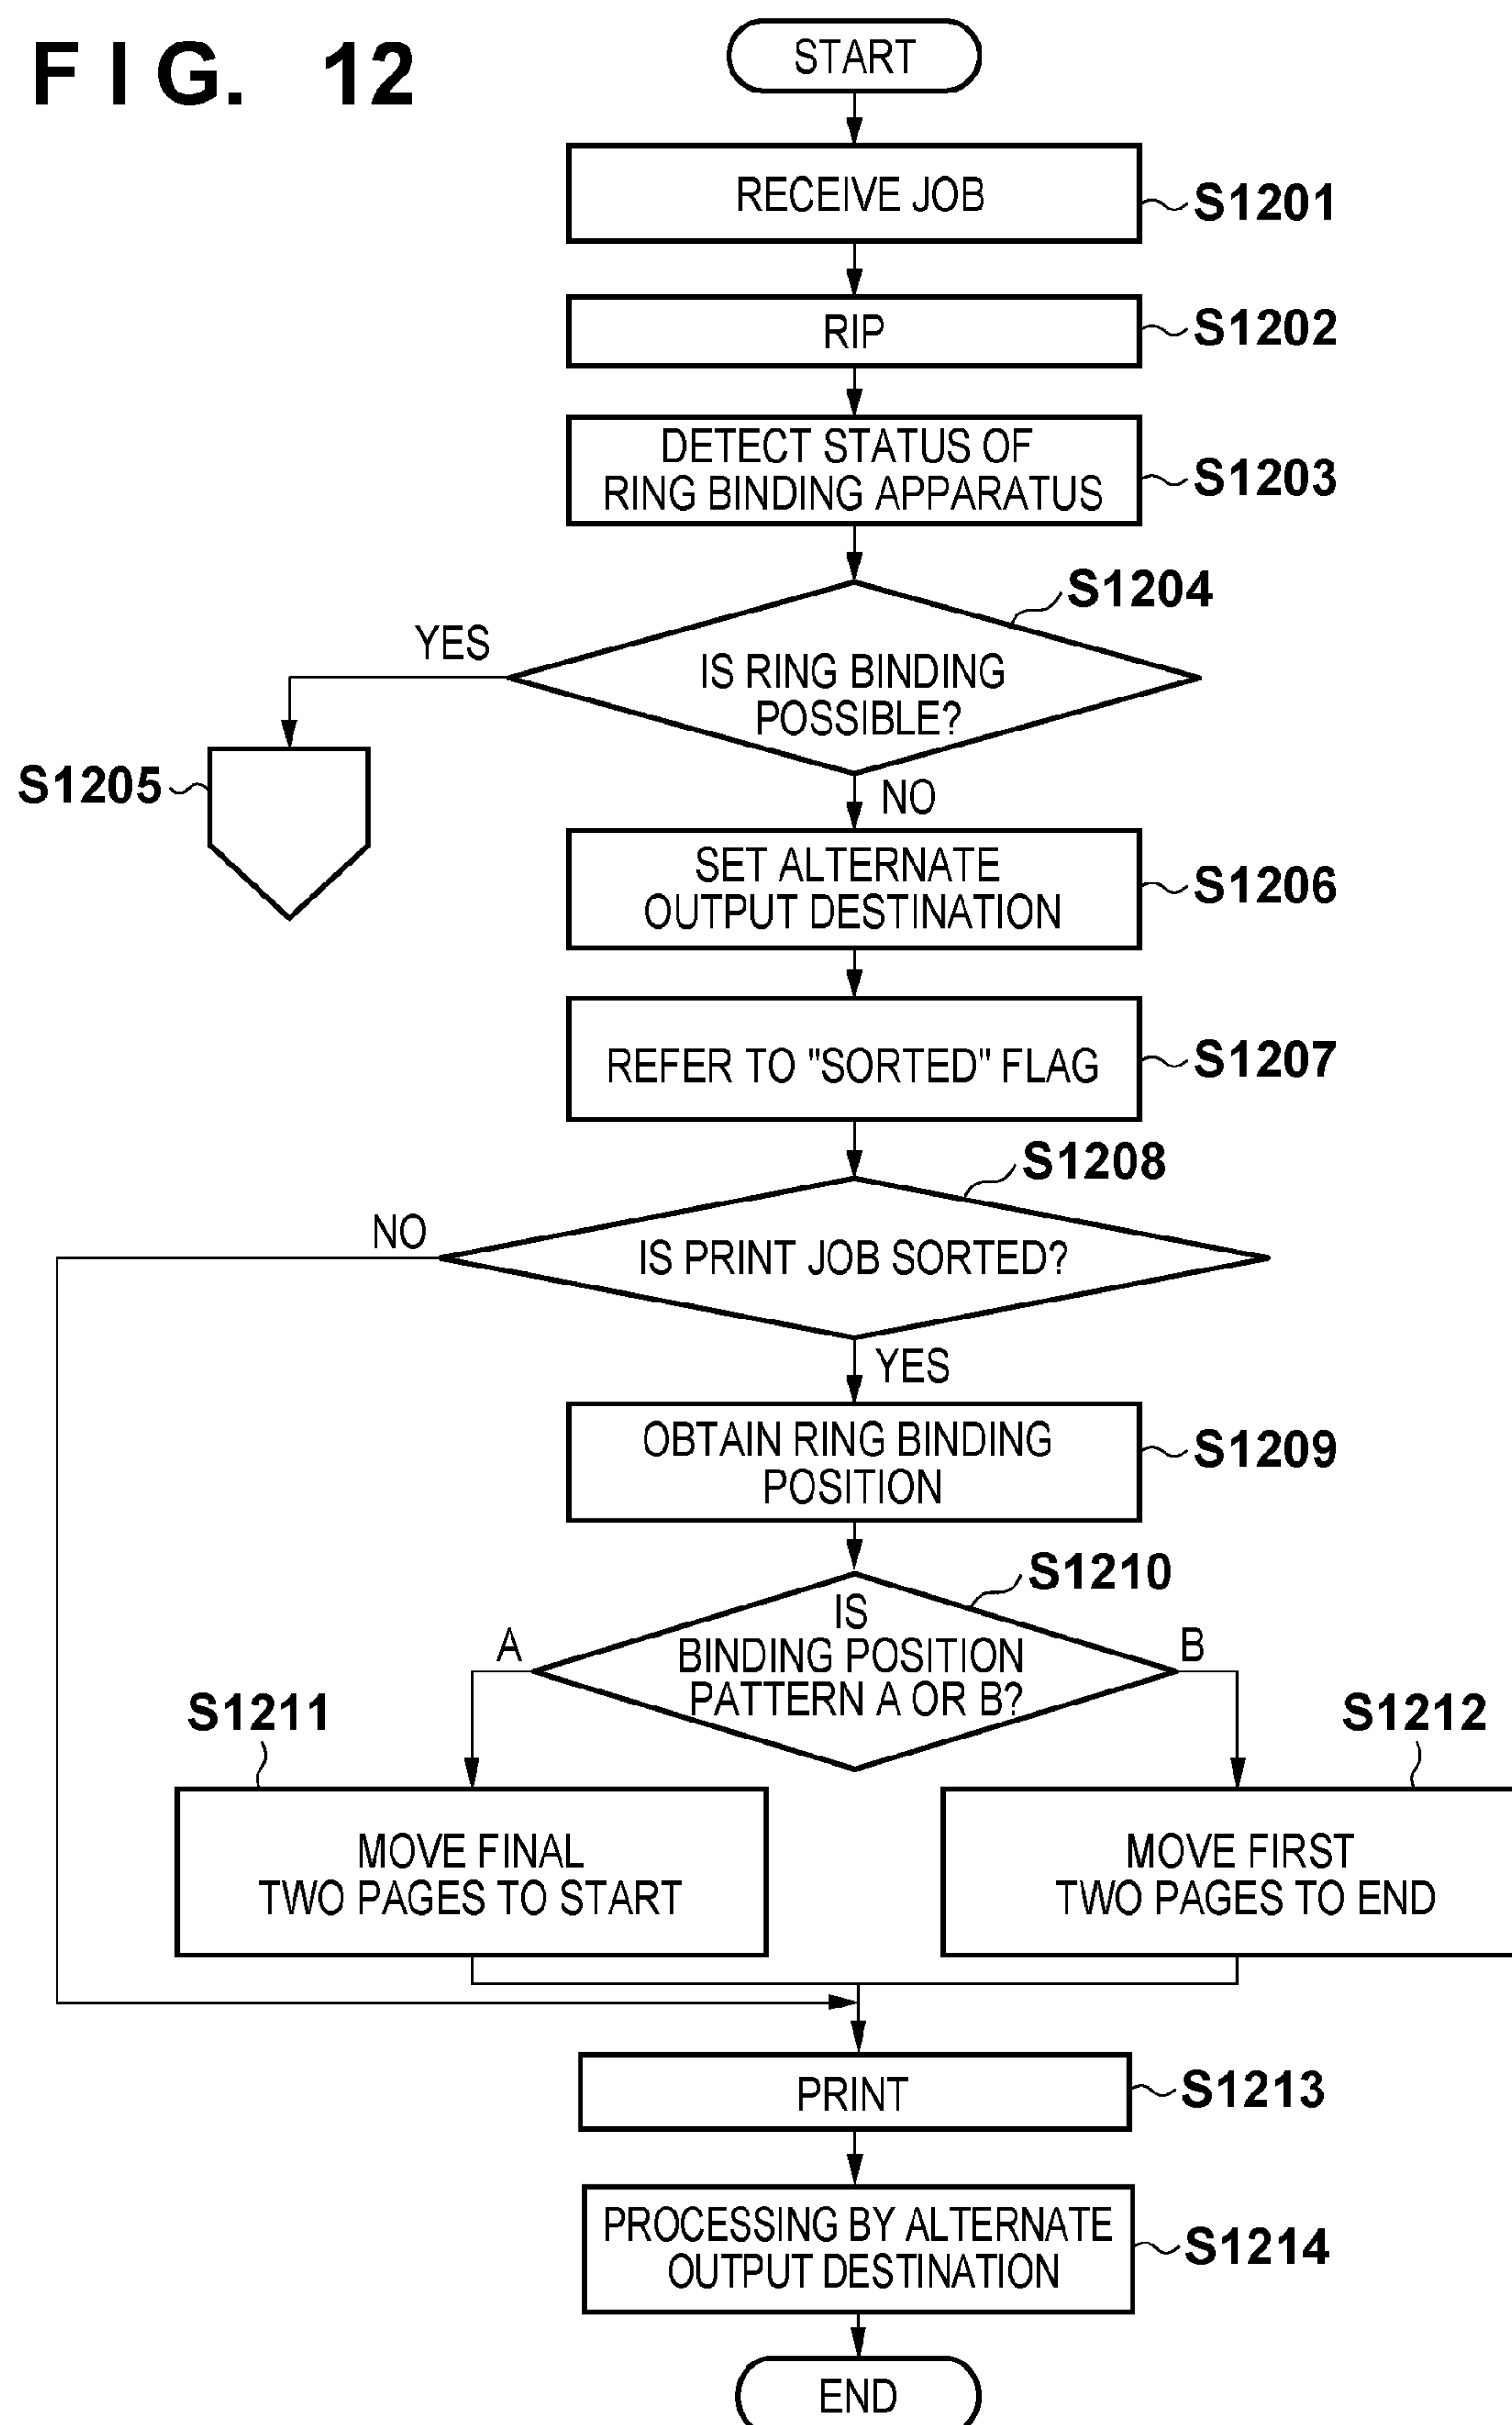 FIG. 12
START
RECEIVE JOB
S1201
RIP
S1202
DETECT STATUS OF
RING BINDING APPARATUS
S1203
S1204
YES
IS RING BINDING
POSSIBLE?
S1205
NO
SET ALTERNATE
OUTPUT DESTINATION
S1206
REFER TO "SORTED" FLAG
S1207
S1208
NO
IS PRINT JOB SORTED?
YES
OBTAIN RING BINDING
POSITION
S1209
S1210
A
IS
BINDING POSITION
PATTERN A OR B?
B
S1211
S1212
MOVE FINAL
TWO PAGES TO START
MOVE FIRST
TWO PAGES TO END
PRINT
S1213
PROCESSING BY ALTERNATE
OUTPUT DESTINATION
S1214
END